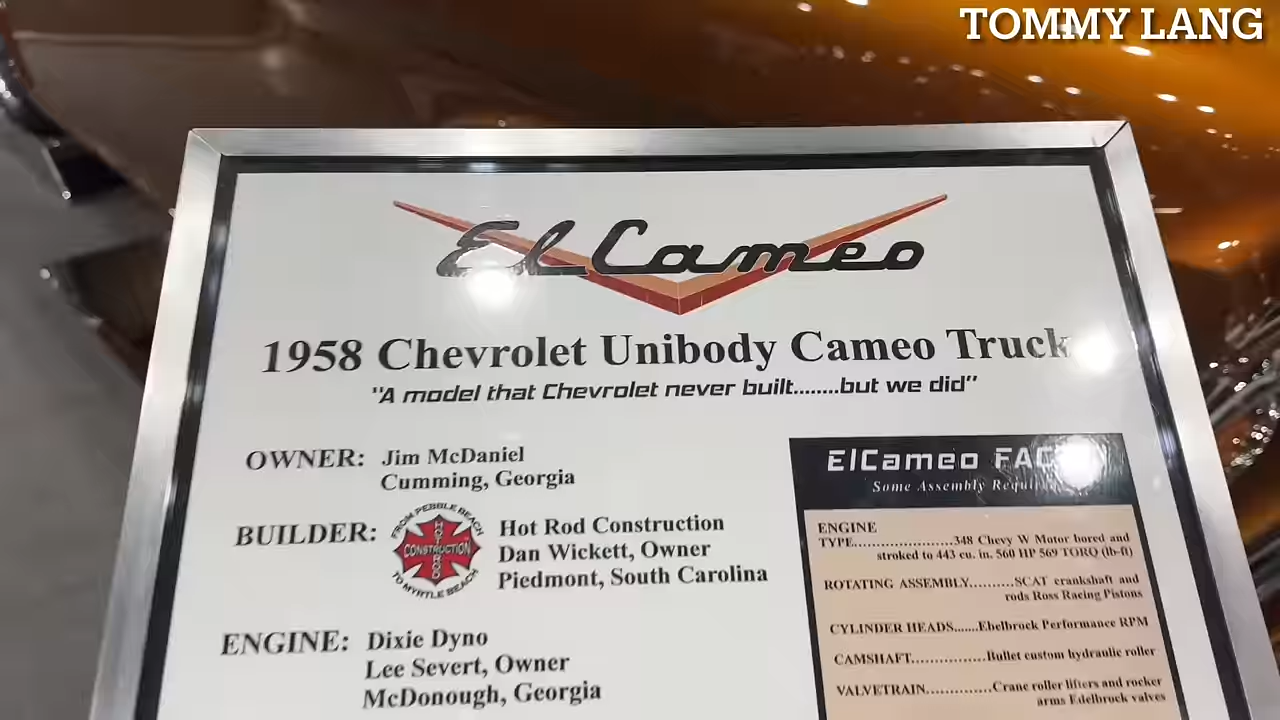 TOMMY LANG
El Cameo
1958 Chevrolet Unibody Cameo Truck
"A model that Chevrolet never built........but we did"
OWNER: Jim McDaniel
Cumming, Georgia
BUILDER:
FROM PEBBLE BEACH
HOT ROD
CONSTRUCTION
TO MYRTLE BEACH
Hot Rod Construction
Dan Wickett, Owner
Piedmont, South Carolina
ENGINE: Dixie Dyno
Lee Severt, Owner
McDonough, Georgia
ElCameo
Some Assembly
ENGINE
TYPE......................348 Chevy W Motor bored and
stroked to 443 cu. in. 560 HP 569 TORQ (lb-ft)
ROTATING ASSEMBLY..........SCAT crankshaft and
rods Ross Racing Pistons
CYLINDER HEADS......Ebelbrock Performance RPM
CAMSHAFT................Bullet custom hydraulic roller
VALVETRAIN..............Crane roller lifters and rocker
arms Edelbrock valves